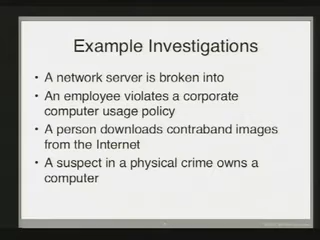 Example Investigations
• A network server is broken into
• An employee violates a corporate
computer usage policy
• A person downloads contraband images
from the Internet
• A suspect in a physical crime owns a
computer